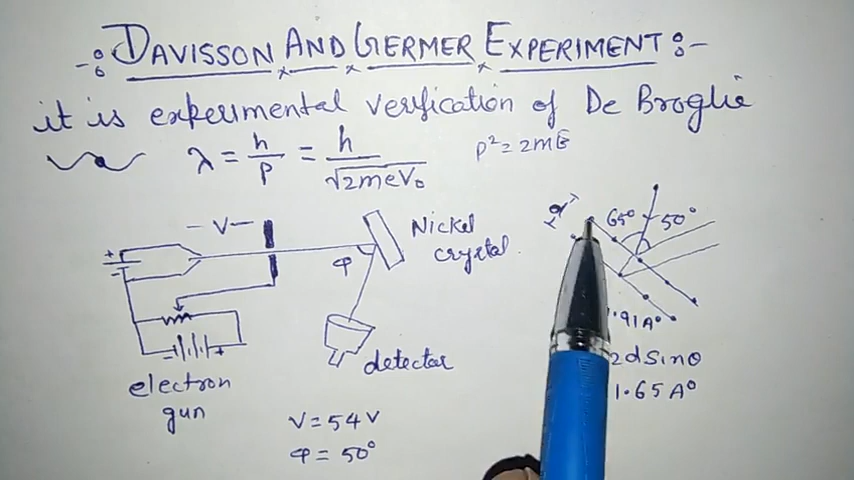 -: DAVISSON AND GERMER EXPERIMENT :-
it is experimental verification of De Broglie
λ = h/p = h/√2meV₀
p² = 2mE
- V -
Nickel
crystal.
φ
+
-
- +
electron
gun
detector
V = 54 V
φ = 50°
d
65° 50°
.91A°
2dSinθ
1.65A°